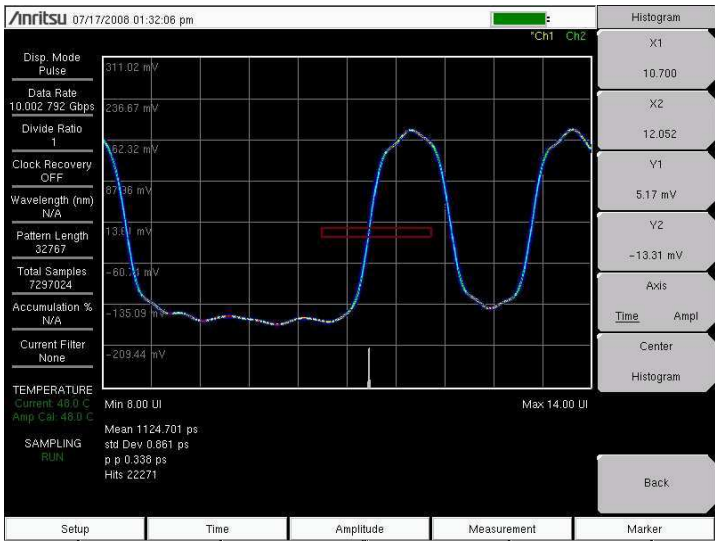 Anritsu 07/17/2008 01:32:06 pm
Histogram
*Ch1 Ch2
Disp. Mode
Pulse
Data Rate
10.002 792 Gbps
Divide Ratio
1
Clock Recovery
OFF
Wavelength (nm)
N/A
Pattern Length
32767
Total Samples
7297024
Accumulation %
N/A
Current Filter
None
TEMPERATURE
Current: 48.0 C
Amp Cal: 48.0 C
SAMPLING
RUN
311.02 mV
236.67 mV
62.32 mV
87.96 mV
mV
-60. mV
-135.09 mV
-209.44 mV
Min 8.00 UI
Max 14.00 UI
Mean 1124.701 ps
std Dev 0.861 ps
p p 0.338 ps
Hits 22271
X1
10.700
X2
12.052
Y1
5.17 mV
Y2
-13.31 mV
Axis
Time Ampl
Center
Histogram
Back
Setup
Time
Amplitude
Measurement
Marker